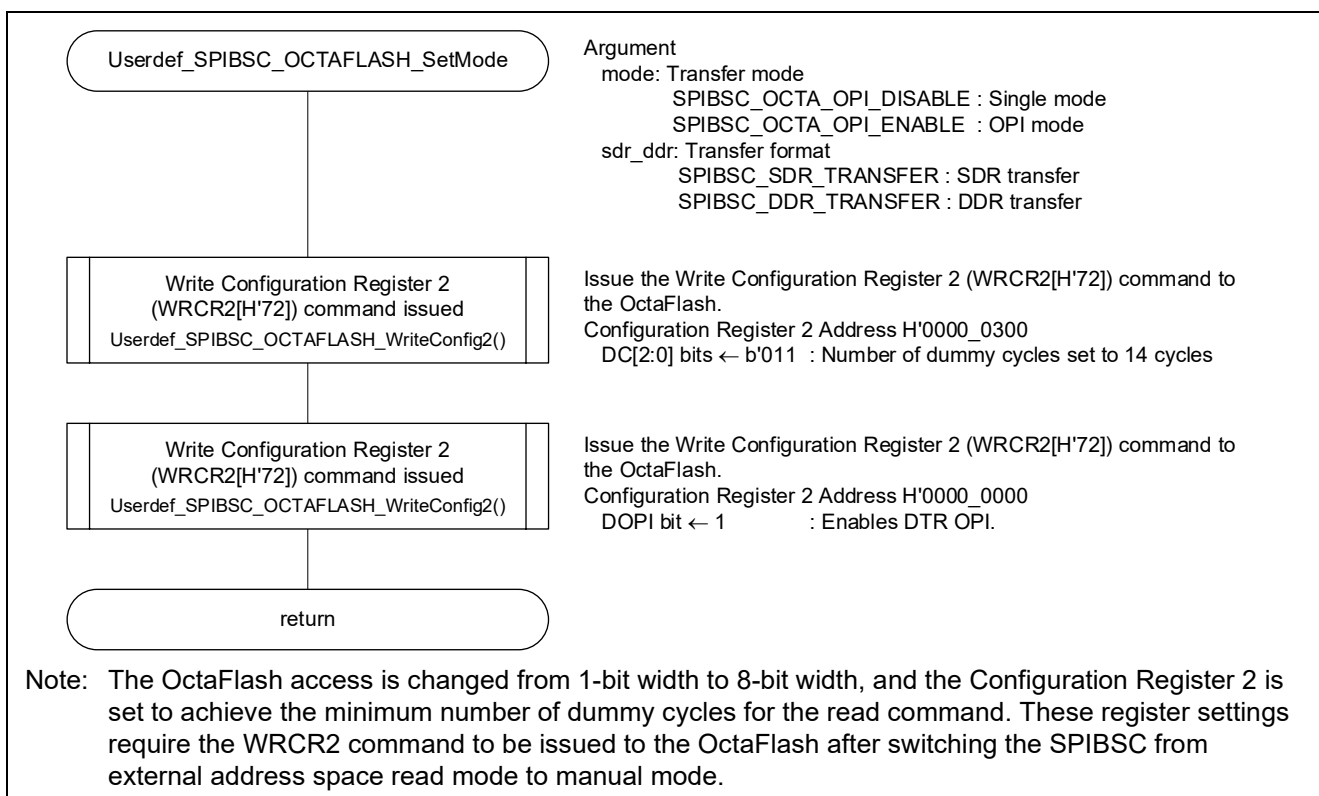 Userdef_SPIBSC_OCTAFLASH_SetMode
Argument
mode: Transfer mode
SPIBSC_OCTA_OPI_DISABLE : Single mode
SPIBSC_OCTA_OPI_ENABLE : OPI mode
sdr_ddr: Transfer format
SPIBSC_SDR_TRANSFER : SDR transfer
SPIBSC_DDR_TRANSFER : DDR transfer
Write Configuration Register 2
(WRCR2[H'72]) command issued
Userdef_SPIBSC_OCTAFLASH_WriteConfig2()
Issue the Write Configuration Register 2 (WRCR2[H'72]) command to
the OctaFlash.
Configuration Register 2 Address H'0000_0300
DC[2:0] bits ← b'011 : Number of dummy cycles set to 14 cycles
Write Configuration Register 2
(WRCR2[H'72]) command issued
Userdef_SPIBSC_OCTAFLASH_WriteConfig2()
Issue the Write Configuration Register 2 (WRCR2[H'72]) command to
the OctaFlash.
Configuration Register 2 Address H'0000_0000
DOPI bit ← 1 : Enables DTR OPI.
return
Note: The OctaFlash access is changed from 1-bit width to 8-bit width, and the Configuration Register 2 is
set to achieve the minimum number of dummy cycles for the read command. These register settings
require the WRCR2 command to be issued to the OctaFlash after switching the SPIBSC from
external address space read mode to manual mode.